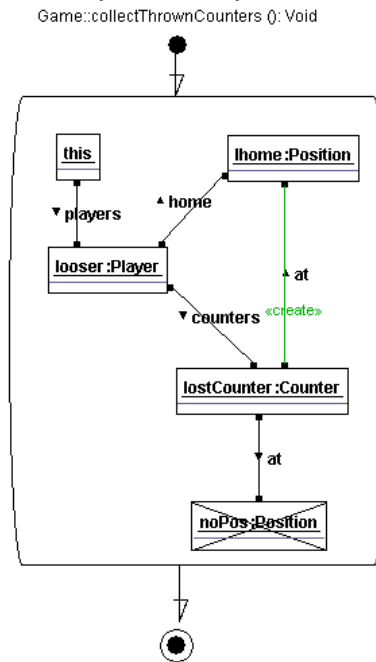 Game::collectThrownCounters (): Void
this
lhome :Position
▲ home
▼ players
looser :Player
▲ at
«create»
▼ counters
lostCounter :Counter
▼ at
noPos :Position